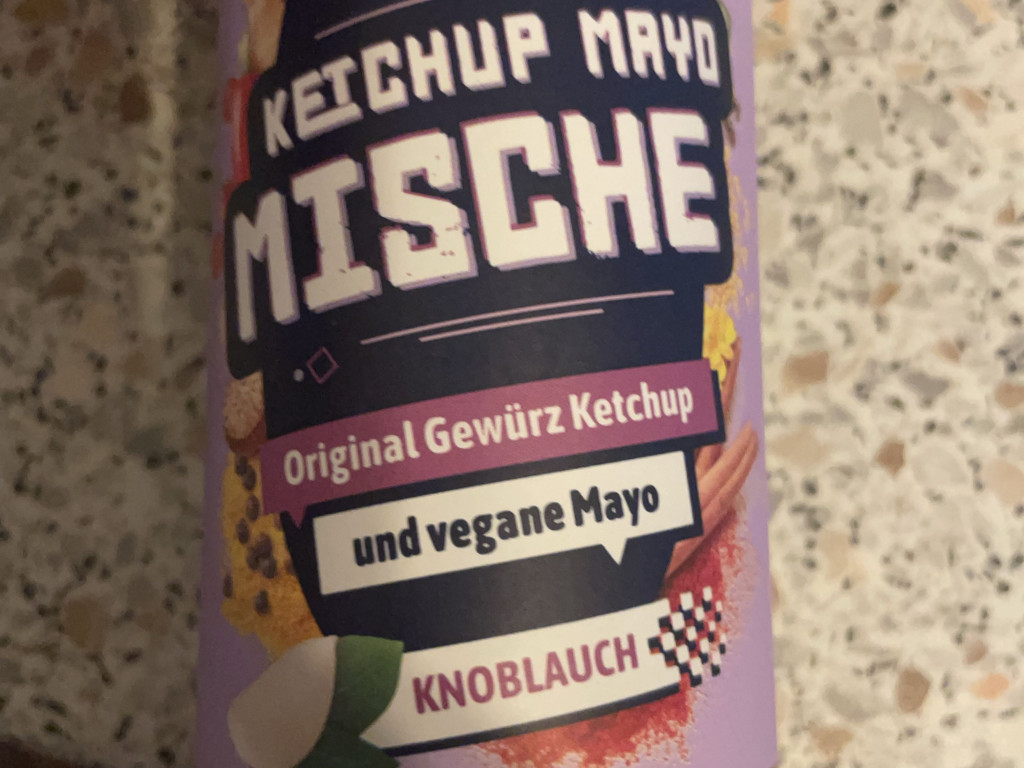 KETCHUP MAYO
MISCHE
Original Gewürz Ketchup
und vegane Mayo
KNOBLAUCH